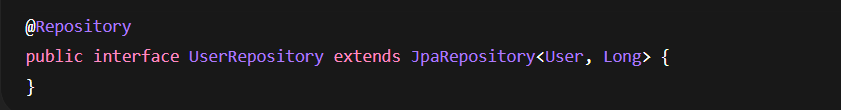 @Repository
public interface UserRepository extends JpaRepository<User, Long> {
}